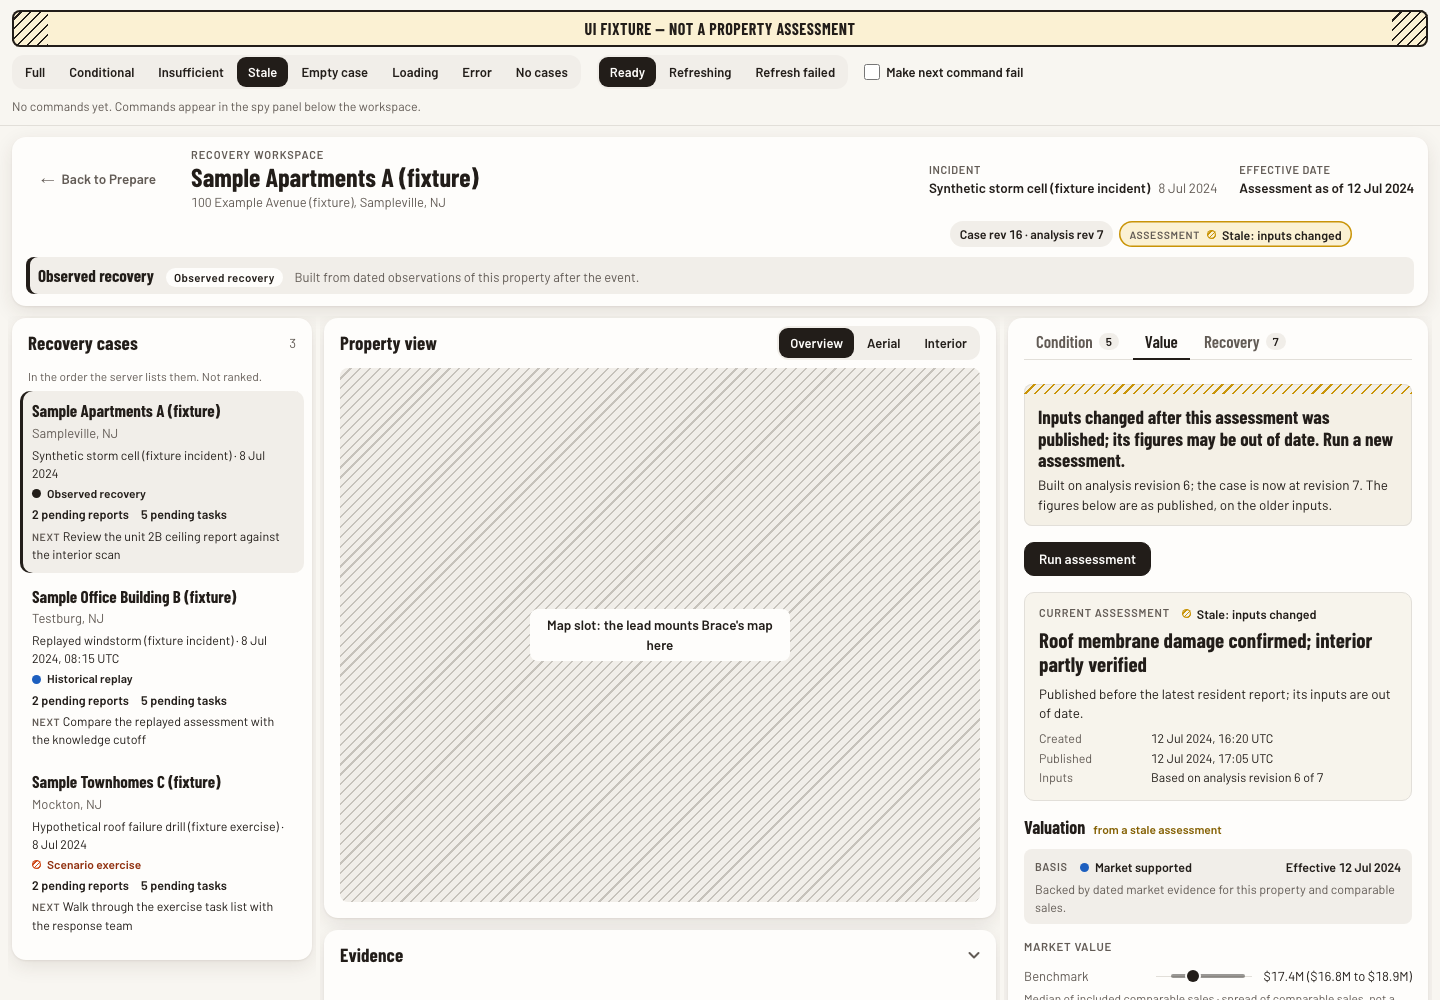 UI FIXTURE — NOT A PROPERTY ASSESSMENT
Full Conditional Insufficient Stale Empty case Loading Error No cases Ready Refreshing Refresh failed Make next command fail
No commands yet. Commands appear in the spy panel below the workspace.
← Back to Prepare
RECOVERY WORKSPACE
Sample Apartments A (fixture)
100 Example Avenue (fixture), Sampleville, NJ
INCIDENT
Synthetic storm cell (fixture incident) 8 Jul 2024
EFFECTIVE DATE
Assessment as of 12 Jul 2024
Case rev 16 · analysis rev 7
ASSESSMENT Stale: inputs changed
Observed recovery Observed recovery Built from dated observations of this property after the event.
Recovery cases 3
In the order the server lists them. Not ranked.
Sample Apartments A (fixture)
Sampleville, NJ
Synthetic storm cell (fixture incident) · 8 Jul
2024
Observed recovery
2 pending reports 5 pending tasks
NEXT Review the unit 2B ceiling report against
the interior scan
Sample Office Building B (fixture)
Testburg, NJ
Replayed windstorm (fixture incident) · 8 Jul
2024, 08:15 UTC
Historical replay
2 pending reports 5 pending tasks
NEXT Compare the replayed assessment with
the knowledge cutoff
Sample Townhomes C (fixture)
Mockton, NJ
Hypothetical roof failure drill (fixture exercise) ·
8 Jul 2024
Scenario exercise
2 pending reports 5 pending tasks
NEXT Walk through the exercise task list with
the response team
Property view
Overview Aerial Interior
Map slot: the lead mounts Brace's map
here
Evidence
Condition 5 Value Recovery 7
Inputs changed after this assessment was
published; its figures may be out of date. Run a new
assessment.
Built on analysis revision 6; the case is now at revision 7. The
figures below are as published, on the older inputs.
Run assessment
CURRENT ASSESSMENT Stale: inputs changed
Roof membrane damage confirmed; interior
partly verified
Published before the latest resident report; its inputs are out
of date.
Created 12 Jul 2024, 16:20 UTC
Published 12 Jul 2024, 17:05 UTC
Inputs Based on analysis revision 6 of 7
Valuation from a stale assessment
BASIS Market supported Effective 12 Jul 2024
Backed by dated market evidence for this property and comparable
sales.
MARKET VALUE
Benchmark $17.4M ($16.8M to $18.9M)
Median of included comparable sales · spread of comparable sales, not a